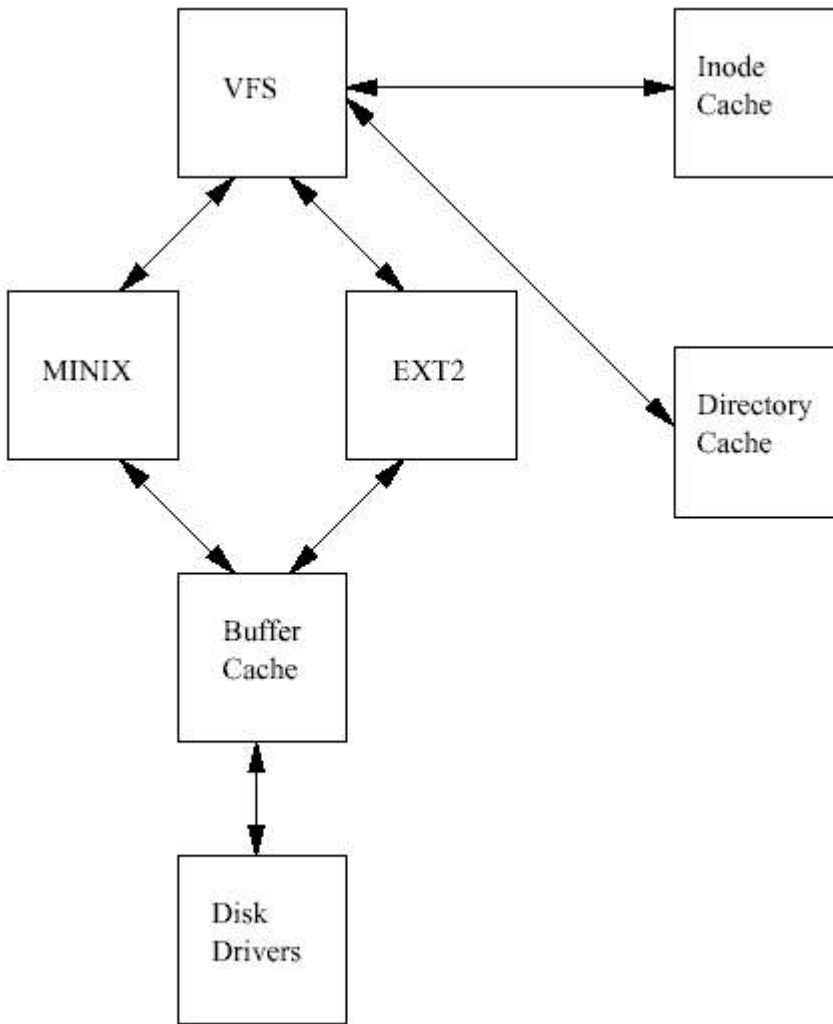 VFS
Inode
Cache
MINIX
EXT2
Directory
Cache
Buffer
Cache
Disk
Drivers